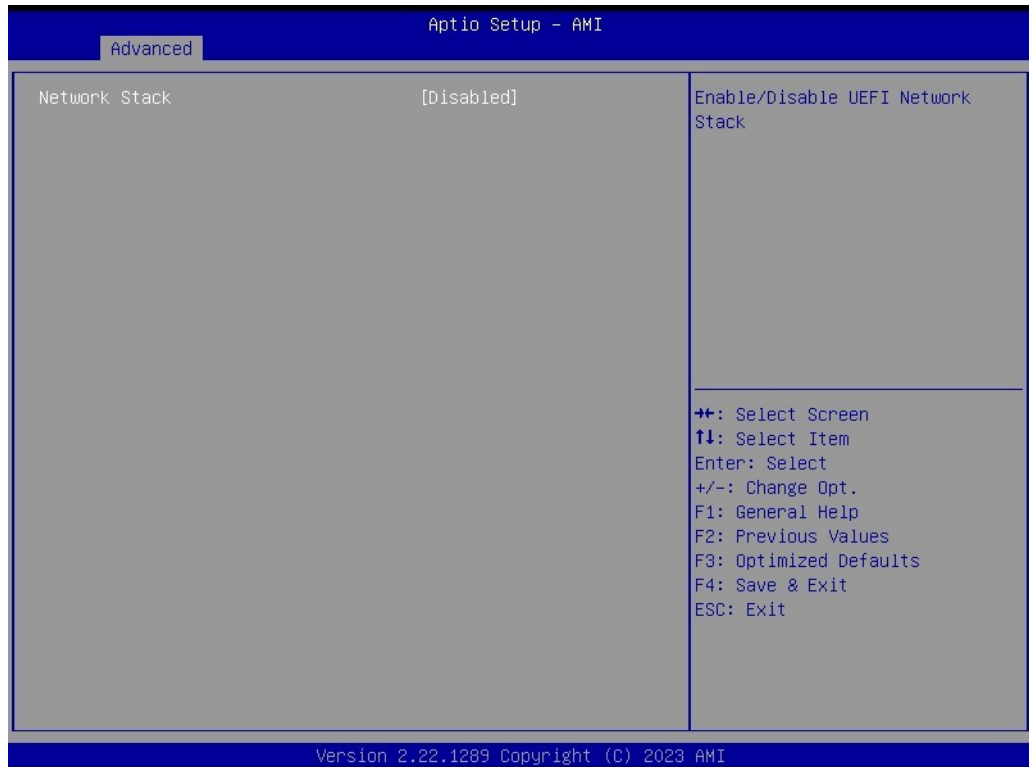 Aptio Setup - AMI
Advanced
Network Stack [Disabled]
Enable/Disable UEFI Network
Stack
→←: Select Screen
↑↓: Select Item
Enter: Select
+/-: Change Opt.
F1: General Help
F2: Previous Values
F3: Optimized Defaults
F4: Save & Exit
ESC: Exit
Version 2.22.1289 Copyright (C) 2023 AMI